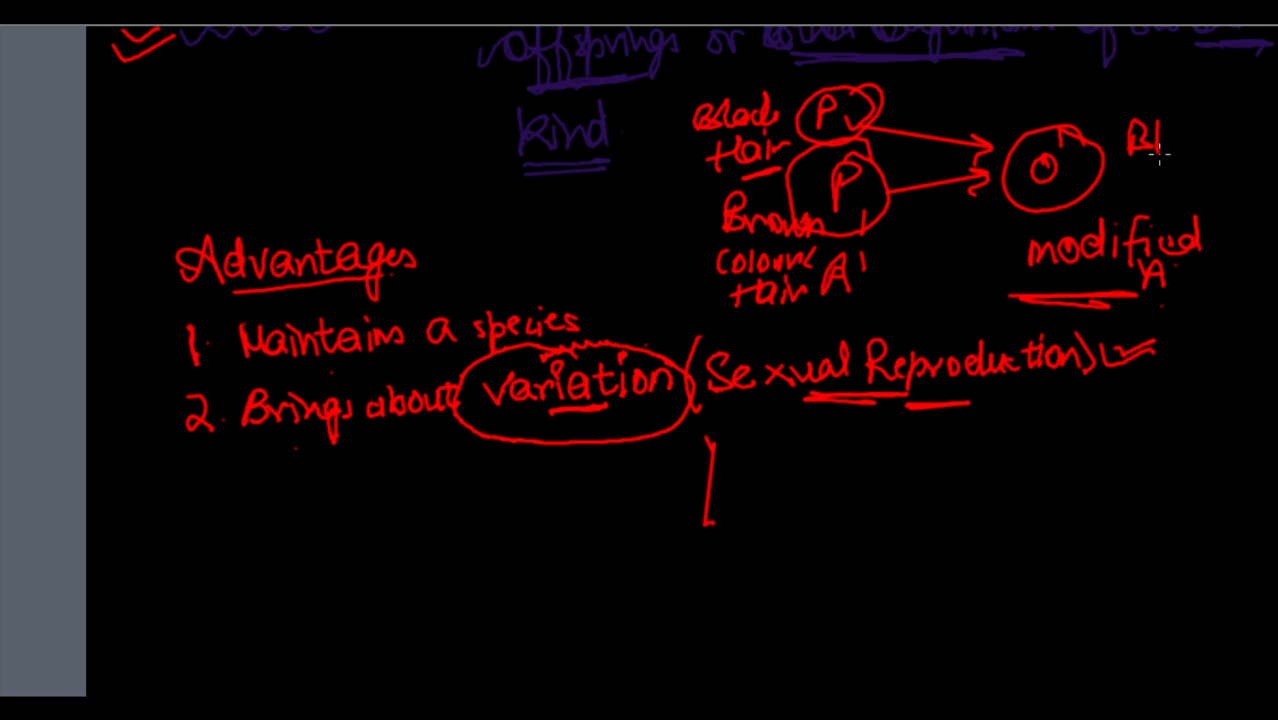 offsprings or
kind
Black P
Hair
P
Brown
Colour
Hair A
O
Bl
modified
A
Advantages
1. Maintains a species
2. Brings about variation (Sexual Reproduction)